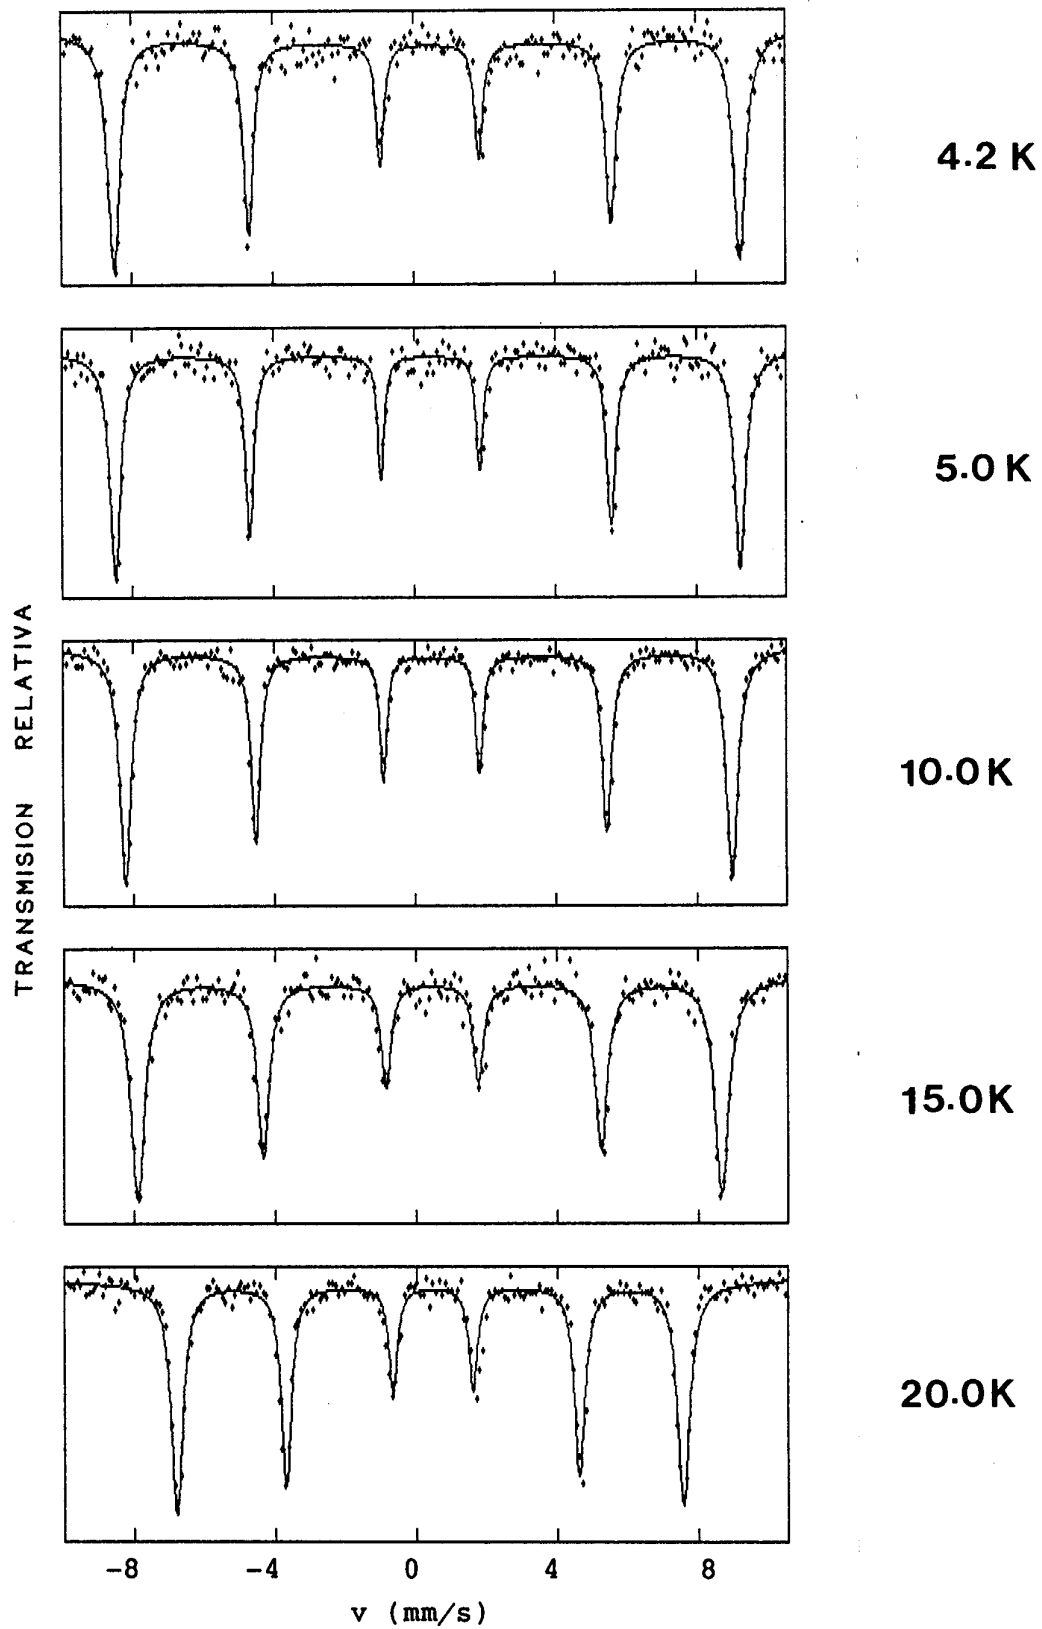 4.2 K
5.0 K
10.0 K
15.0 K
20.0 K
TRANSMISION RELATIVA
-8 -4 0 4 8
v (mm/s)